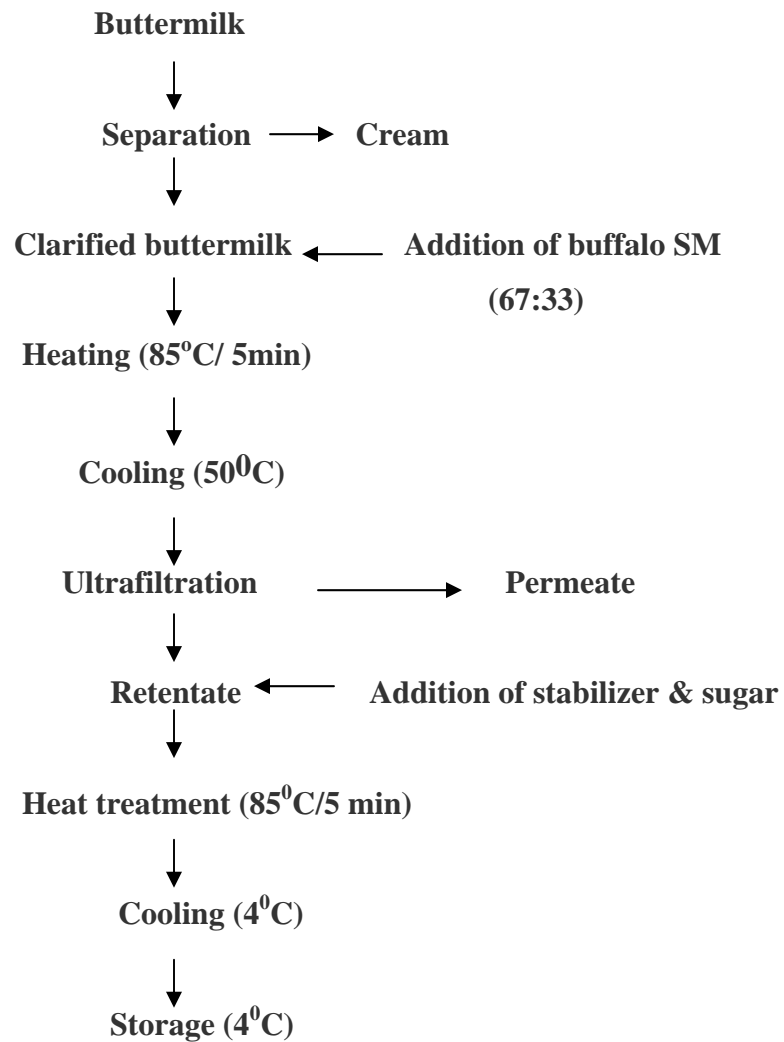 Buttermilk
Separation
Cream
Clarified buttermilk
Addition of buffalo SM
(67:33)
Heating (85°C/ 5min)
Cooling (50⁰C)
Ultrafiltration
Permeate
Retentate
Addition of stabilizer & sugar
Heat treatment (85⁰C/5 min)
Cooling (4⁰C)
Storage (4⁰C)